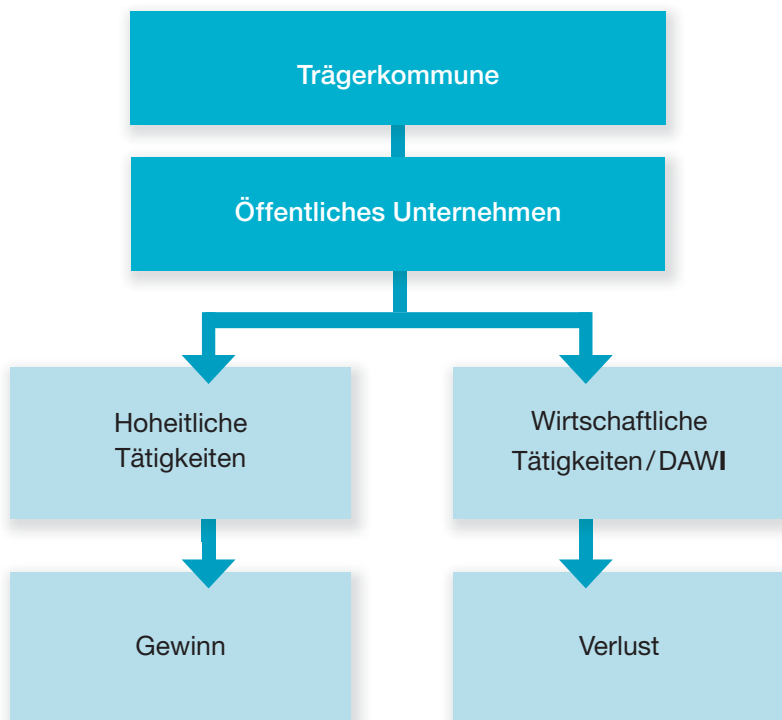 Trägerkommune
Öffentliches Unternehmen
Hoheitliche
Tätigkeiten
Wirtschaftliche
Tätigkeiten/DAWI
Gewinn
Verlust